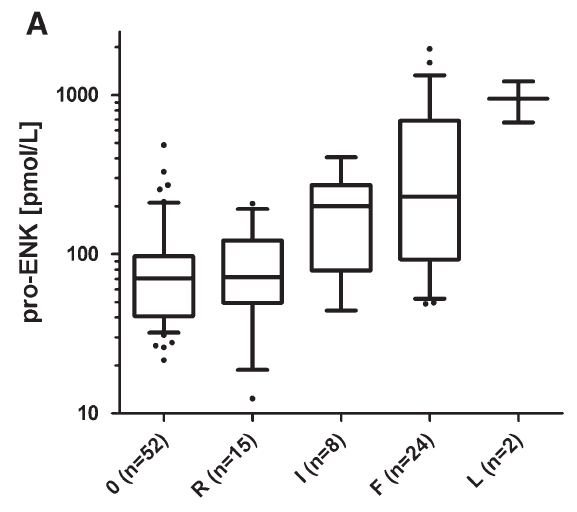 A
pro-ENK [pmol/L]
1000
100
10
0 (n=52)
R (n=15)
I (n=8)
F (n=24)
L (n=2)